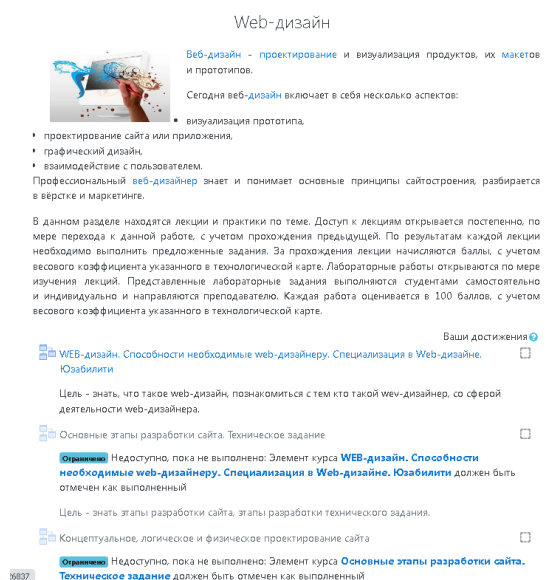 Web-дизайн
Веб-дизайн - проектирование и визуализация продуктов, их макетов
и прототипов.
Сегодня веб-дизайн включает в себя несколько аспектов:
• визуализация прототипа,
• проектирование сайта или приложения,
• графический дизайн,
• взаимодействие с пользователем.
Профессиональный веб-дизайнер знает и понимает основные принципы сайтостроения, разбирается
в вёрстке и маркетинге.
В данном разделе находятся лекции и практики по теме. Доступ к лекциям открывается постепенно, по
мере перехода к данной работе, с учетом прохождения предыдущей. По результатам каждой лекции
необходимо выполнить предложенные задания. За прохождения лекции начисляются баллы, с учетом
весового коэффициента указанного в технологической карте. Лабораторные работы открываются по мере
изучения лекций. Представленные лабораторные задания выполняются студентами самостоятельно
и индивидуально и направляются преподавателю. Каждая работа оценивается в 100 баллов, с учетом
весового коэффициента указанного в технологической карте.
Ваши достижения
WEB-дизайн. Способности необходимые web-дизайнеру. Специализация в Web-дизайне.
Юзабилити
Цель - знать, что такое web-дизайн, познакомиться с тем кто такой wev-дизайнер, со сферой
деятельности web-дизайнера.
Основные этапы разработки сайта. Техническое задание
Ограничено Недоступно, пока не выполнено: Элемент курса WEB-дизайн. Способности
необходимые web-дизайнеру. Специализация в Web-дизайне. Юзабилити должен быть
отмечен как выполненный
Цель - знать этапы разработки сайта, этапы разработки технического задания.
Концептуальное, логическое и физическое проектирование сайта
Ограничено Недоступно, пока не выполнено: Элемент курса Основные этапы разработки сайта.
Техническое задание должен быть отмечен как выполненный